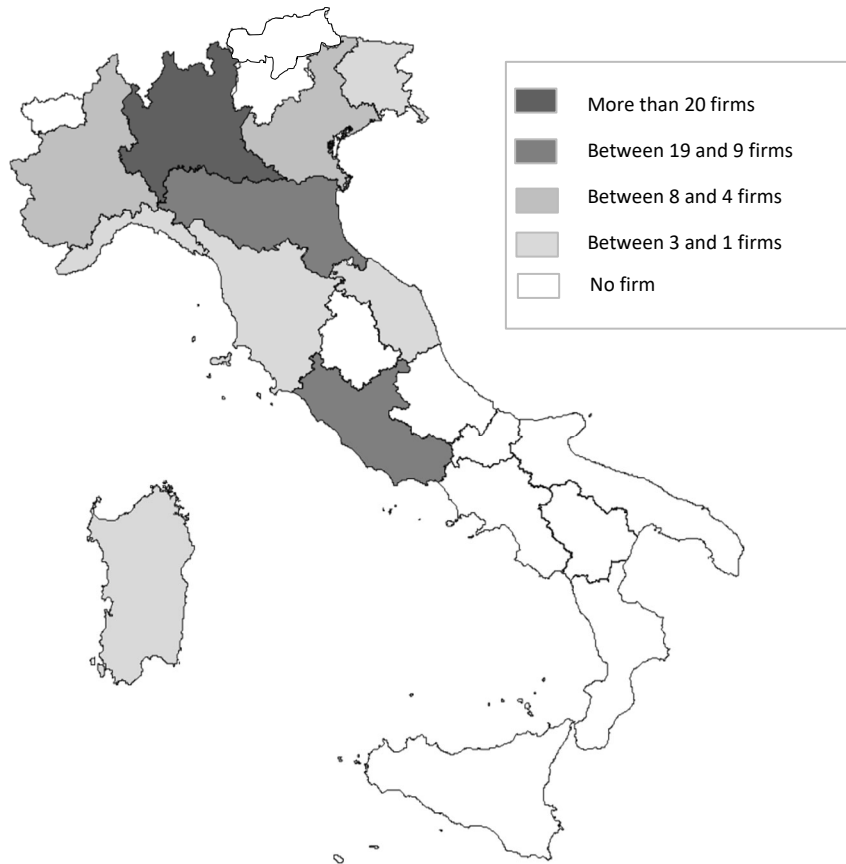 More than 20 firms
Between 19 and 9 firms
Between 8 and 4 firms
Between 3 and 1 firms
No firm